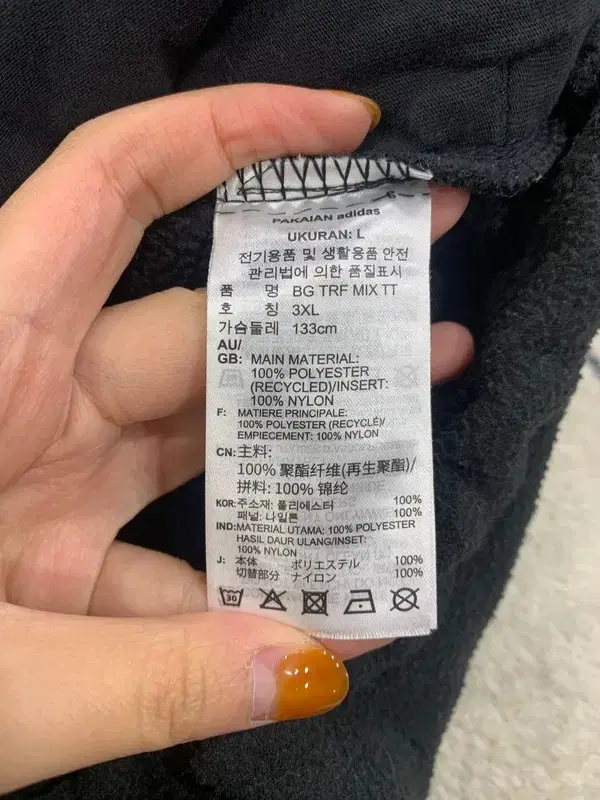 PAKAIAN adidas
UKURAN: L
전기용품 및 생활용품 안전
관리법에 의한 품질표시
품 명 BG TRF MIX TT
호 칭 3XL
가슴둘레 133cm
AU/
GB: MAIN MATERIAL:
100% POLYESTER
(RECYCLED)/INSERT:
100% NYLON
F: MATIERE PRINCIPALE:
100% POLYESTER (RECYCLÉ)/
EMPIECEMENT: 100% NYLON
CN: 主料:
100% 聚酯纤维(再生聚酯)/
拼料: 100% 锦纶
KOR: 주소재: 폴리에스터 100%
패널: 나일론 100%
IND: MATERIAL UTAMA: 100% POLYESTER
HASIL DAUR ULANG/INSET:
100% NYLON
J: 本体 ポリエステル 100%
切替部分 ナイロン 100%
30